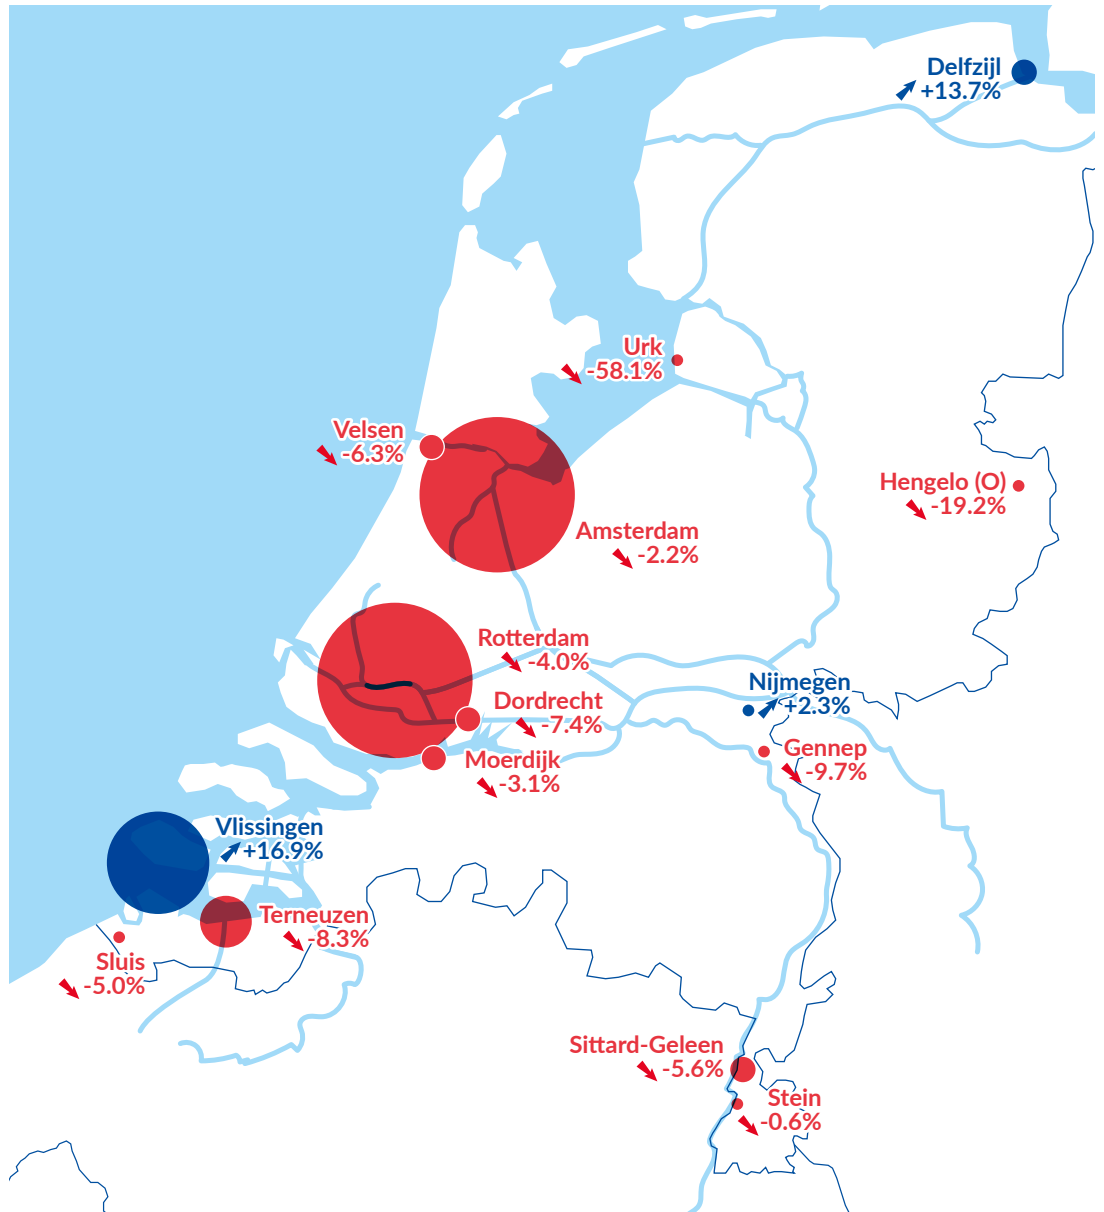 Delfzijl
+13.7%
Urk
-58.1%
Velsen
-6.3%
Hengelo (O)
-19.2%
Amsterdam
-2.2%
Rotterdam
-4.0%
Dordrecht
-7.4%
Nijmegen
+2.3%
Moerdijk
-3.1%
Gennep
-9.7%
Vlissingen
+16.9%
Terneuzen
-8.3%
Sluis
-5.0%
Sittard-Geleen
-5.6%
Stein
-0.6%